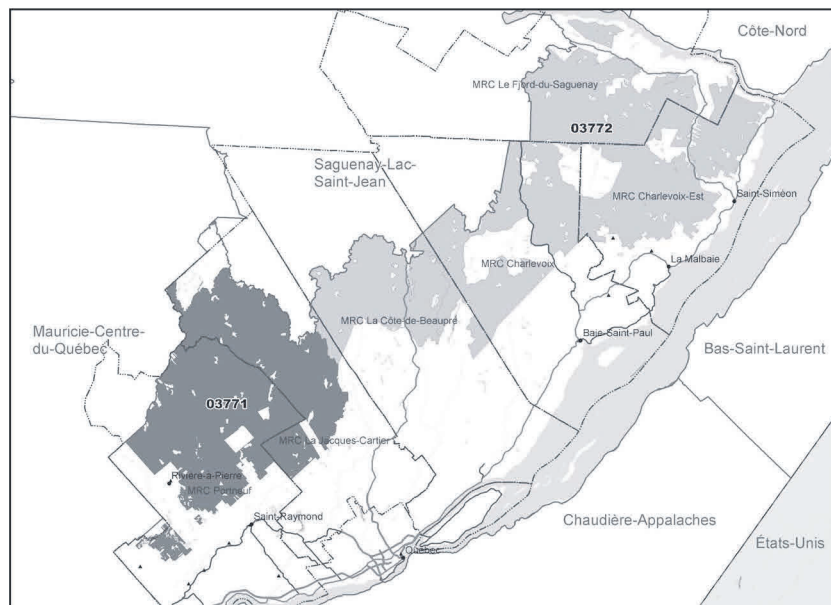 Côte-Nord
MRC Le Fjord-du-Saguenay
03772
Saguenay-Lac-
Saint-Jean
MRC Charlevoix-Est
Saint-Siméon
MRC Charlevoix
La Malbaie
MRC La Côte-de-Beaupré
Mauricie-Centre-
du-Québec
Baie-Saint-Paul
Bas-Saint-Laurent
03771
MRC La Jacques-Cartier
Rivière-à-Pierre
MRC Portneuf
Saint-Raymond
Chaudière-Appalaches
Québec
États-Unis